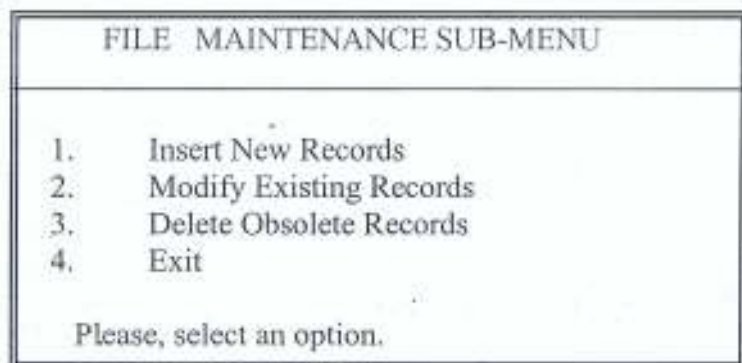 FILE MAINTENANCE SUB-MENU
1. Insert New Records
2. Modify Existing Records
3. Delete Obsolete Records
4. Exit
Please, select an option.